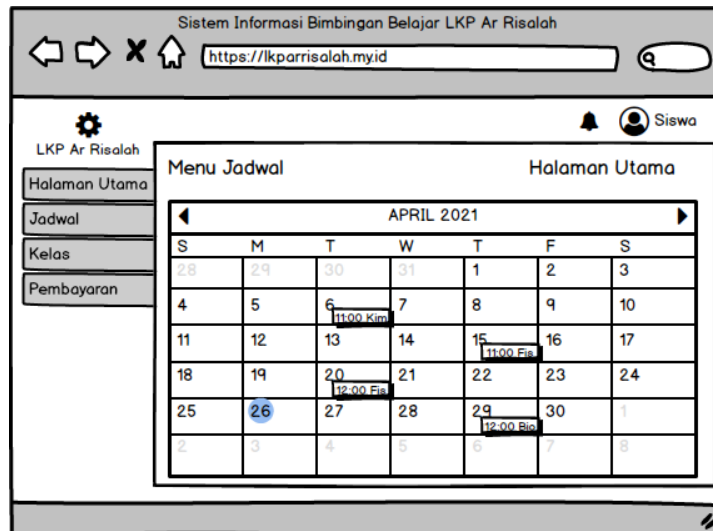 Sistem Informasi Bimbingan Belajar LKP Ar Risalah
https://lkparrisalah.my.id
LKP Ar Risalah
Siswa
Halaman Utama
Jadwal
Kelas
Pembayaran
Menu Jadwal
Halaman Utama
APRIL 2021
S M T W T F S
28 29 30 31 1 2 3
4 5 6 7 8 9 10
11:00 Kim
11 12 13 14 15 16 17
11:00 Fis
18 19 20 21 22 23 24
12:00 Fis
25 26 27 28 29 30 1
12:00 Bio
2 3 4 5 6 7 8